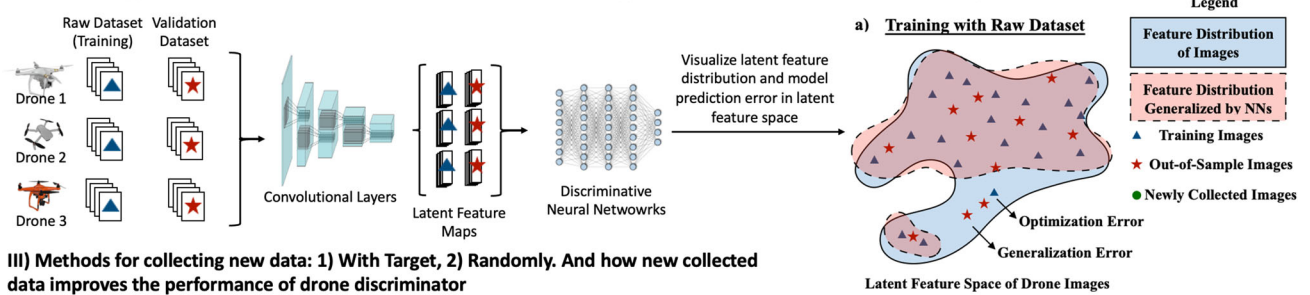 Raw Dataset
(Training)
Validation
Dataset
Drone 1
Drone 2
Drone 3
Convolutional Layers
Latent Feature
Maps
Discriminative
Neural Netwowrks
Visualize latent feature
distribution and model
prediction error in latent
feature space
a) Training with Raw Dataset
Optimization Error
Generalization Error
Latent Feature Space of Drone Images
Legend
Feature Distribution
of Images
Feature Distribution
Generalized by NNs
Training Images
Out-of-Sample Images
Newly Collected Images
III) Methods for collecting new data: 1) With Target, 2) Randomly. And how new collected
data improves the performance of drone discriminator